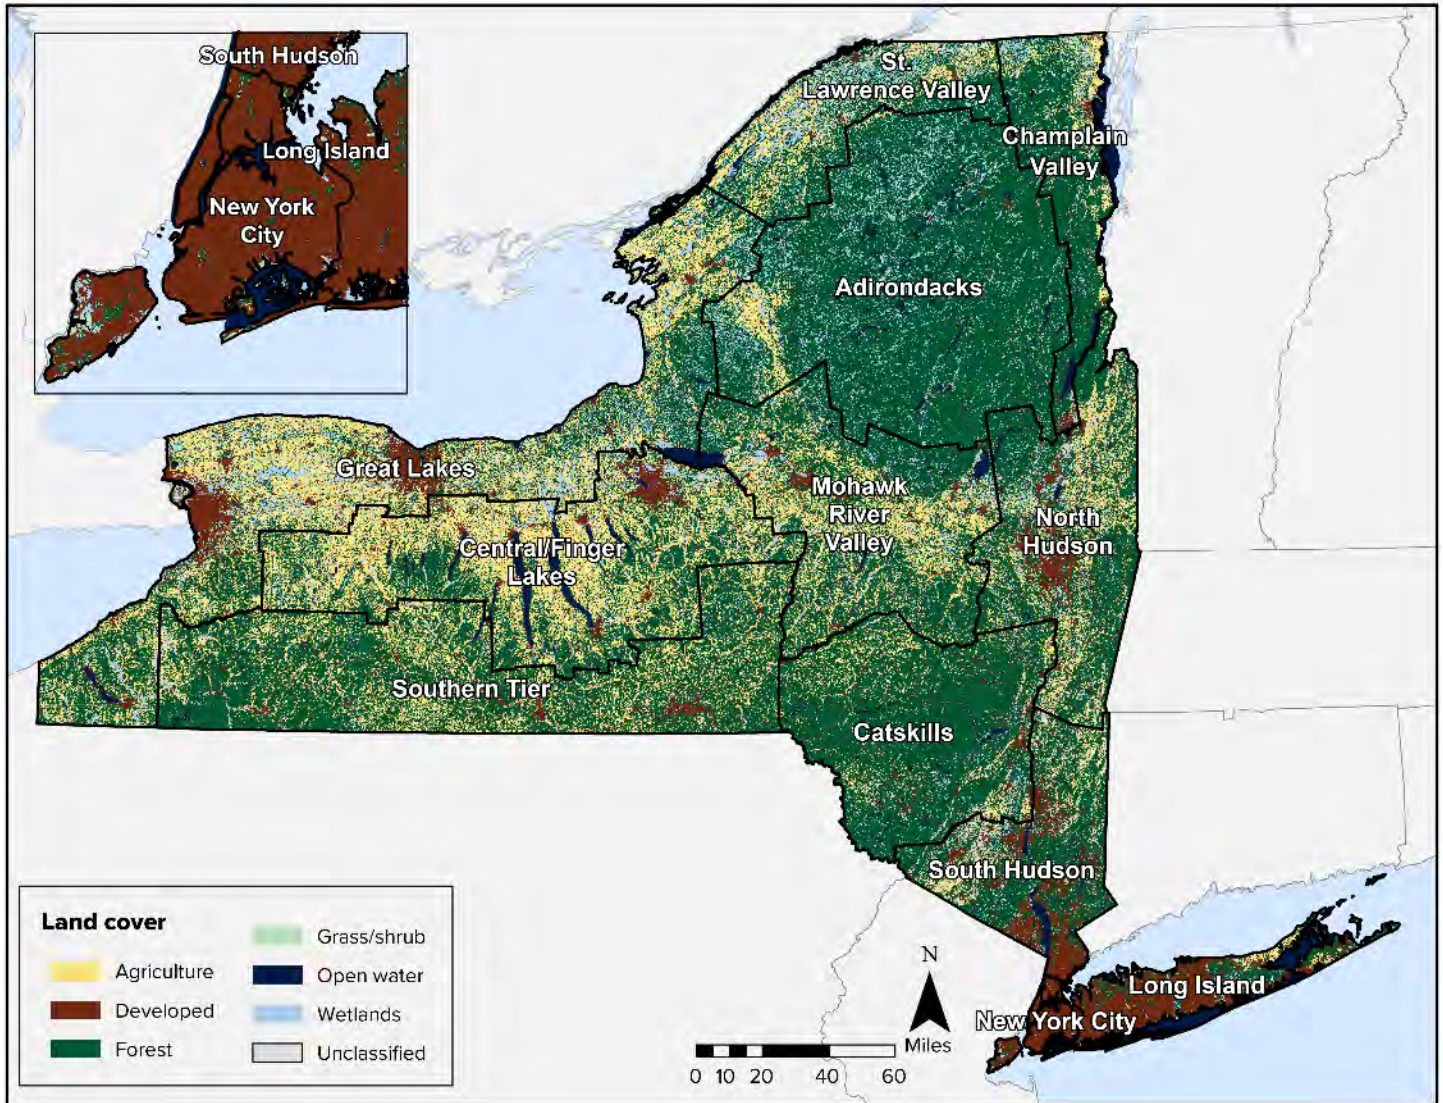 South Hudson
Long Island
New York
City
St.
Lawrence Valley
Champlain
Valley
Adirondacks
Great Lakes
Mohawk
River
Valley
North
Hudson
Central/Finger
Lakes
Southern Tier
Catskills
South Hudson
Long Island
New York City
Land cover
Agriculture
Developed
Forest
Grass/shrub
Open water
Wetlands
Unclassified
N
Miles
0 10 20 40 60